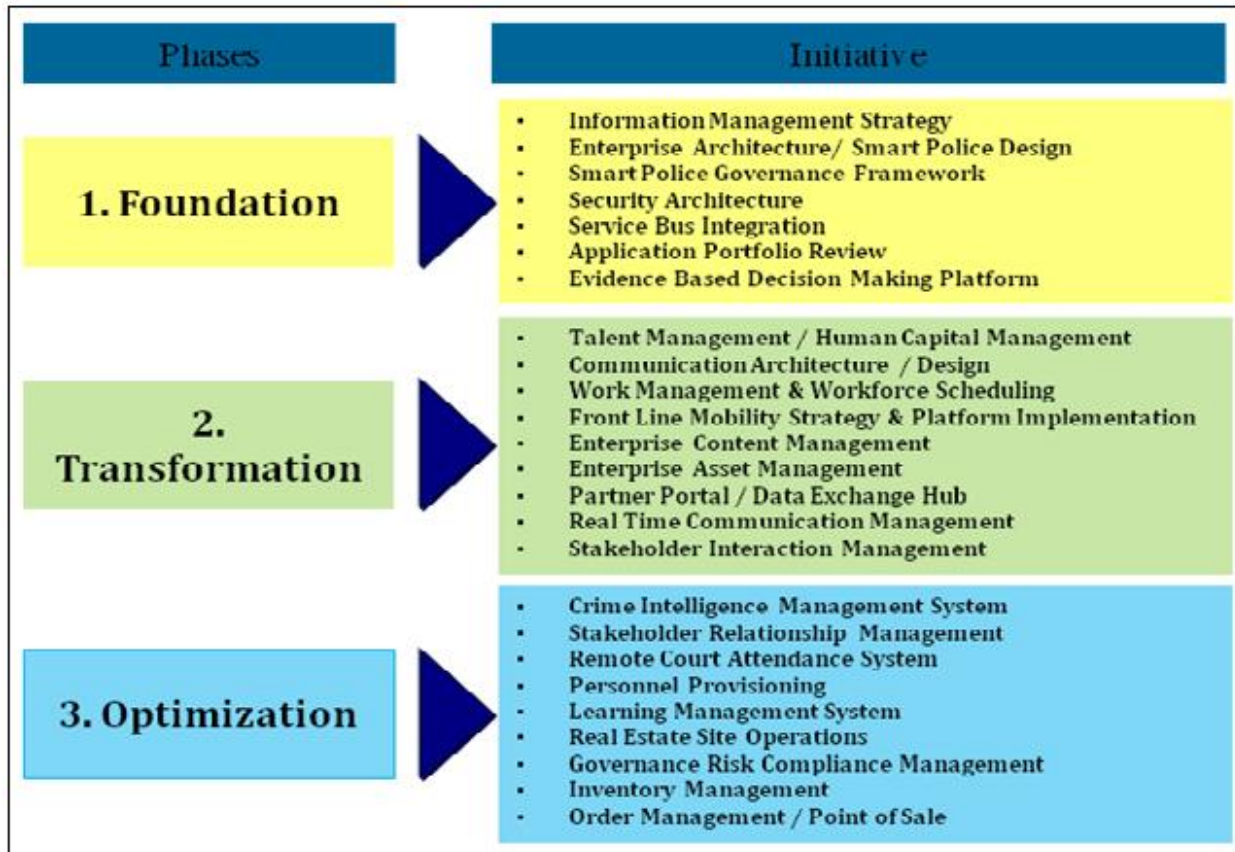 Phases
Initiative
1. Foundation
▪ Information Management Strategy
▪ Enterprise Architecture/ Smart Police Design
▪ Smart Police Governance Framework
▪ Security Architecture
▪ Service Bus Integration
▪ Application Portfolio Review
- Evidence Based Decision Making Platform
2.
Transformation
- Talent Management / Human Capital Management
▪ Communication Architecture / Design
▪ Work Management & Workforce Scheduling
▪ Front Line Mobility Strategy & Platform Implementation
- Enterprise Content Management
▪ Enterprise Asset Management
▪ Partner Portal / Data Exchange Hub
▪ Real Time Communication Management
- Stakeholder Interaction Management
3. Optimization
▪ Crime Intelligence Management System
▪ Stakeholder Relationship Management
▪ Remote Court Attendance System
▪ Personnel Provisioning
- Learning Management System
▪ Real Estate Site Operations
▪ Governance Risk Compliance Management
▪ Inventory Management
- Order Management / Point of Sale